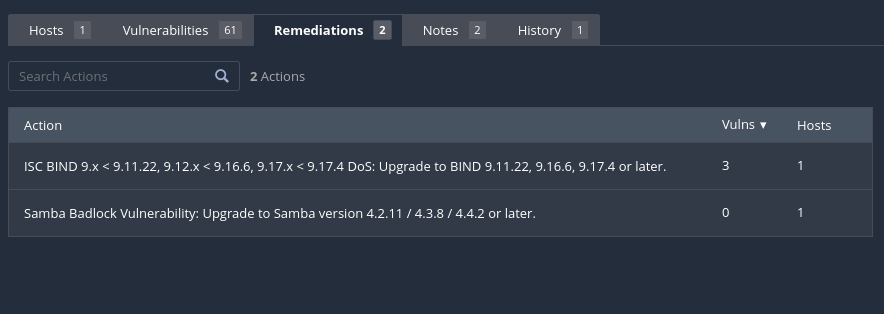 Hosts 1 Vulnerabilities 61 Remediations 2 Notes 2 History 1
Search Actions 2 Actions
Action Vulns ▼ Hosts
ISC BIND 9.x < 9.11.22, 9.12.x < 9.16.6, 9.17.x < 9.17.4 DoS: Upgrade to BIND 9.11.22, 9.16.6, 9.17.4 or later. 3 1
Samba Badlock Vulnerability: Upgrade to Samba version 4.2.11 / 4.3.8 / 4.4.2 or later. 0 1